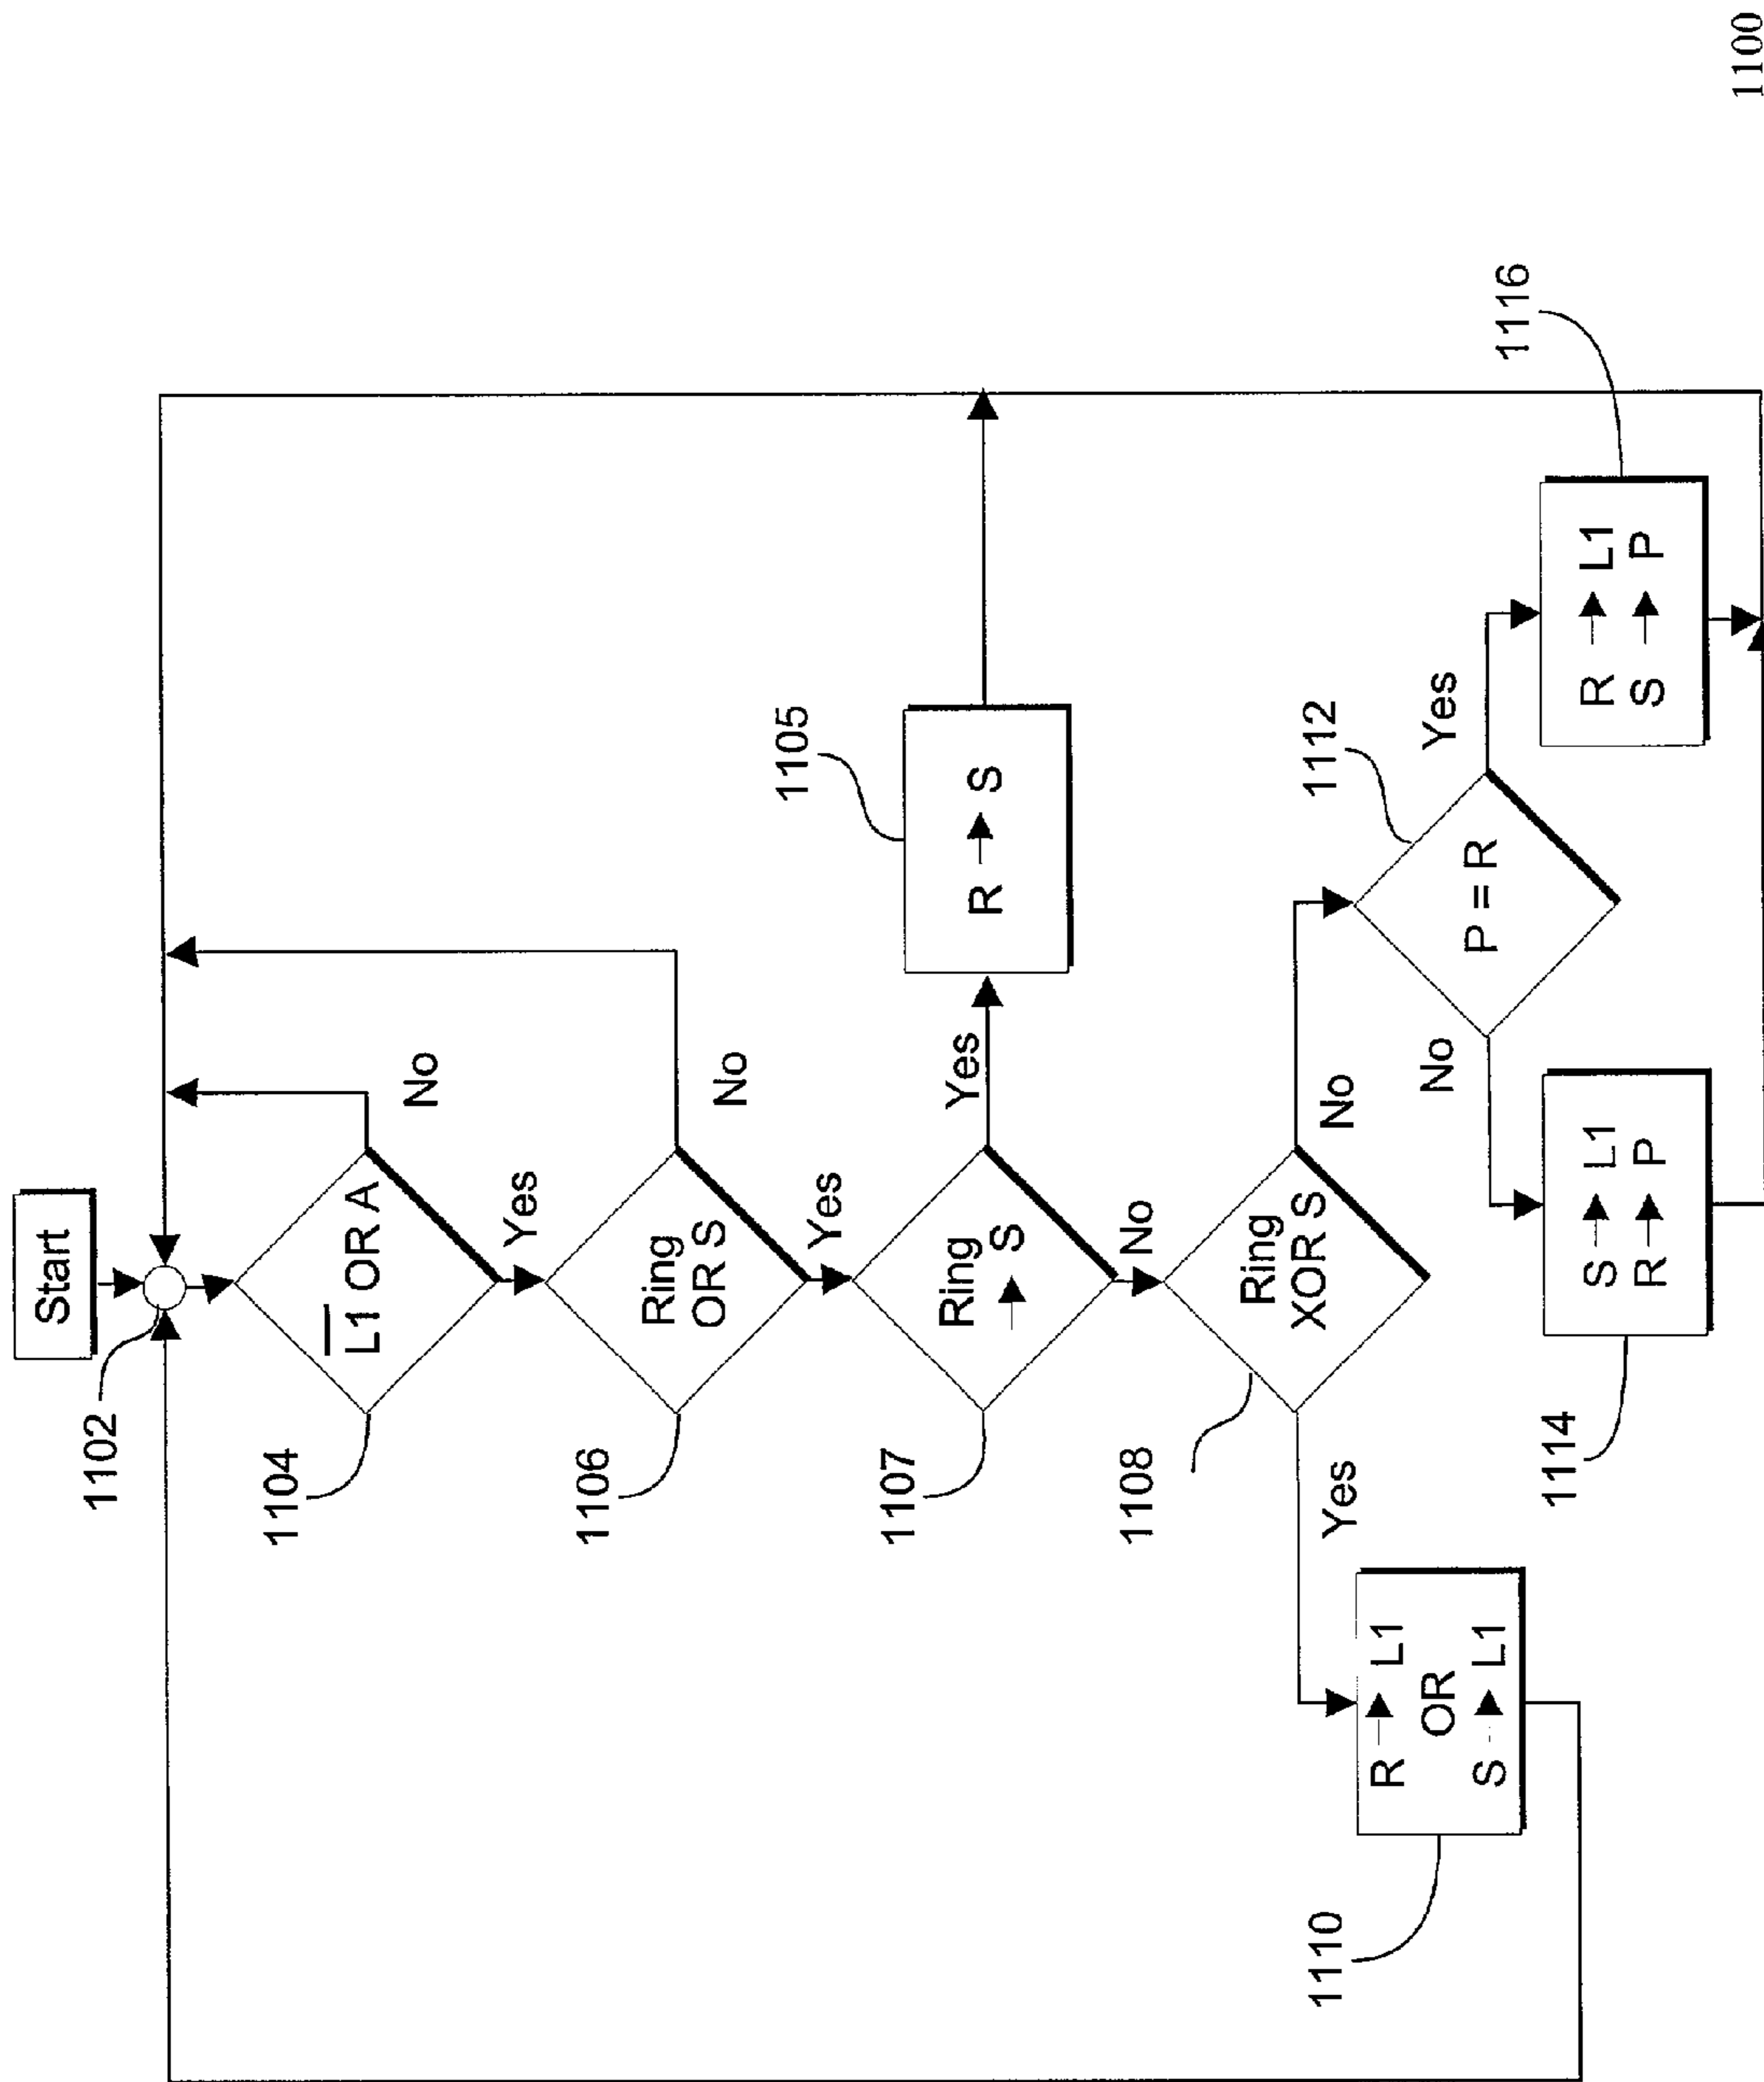 Start
1102
L1 OR A
1104
No
Yes
Ring
OR S
1106
No
Yes
Ring
→ S
1107
Yes
R → S
1105
No
Ring
XOR S
1108
Yes
No
R → L1
OR
S → L1
1110
P = R
1112
No
Yes
S → L1
R → P
1114
R → L1
S → P
1116
1100